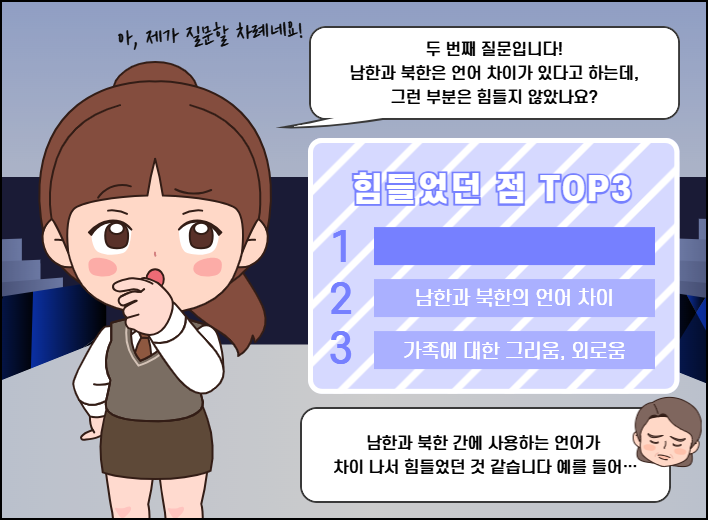 아, 제가 질문할 차례네요!
두 번째 질문입니다!
남한과 북한은 언어 차이가 있다고 하는데,
그런 부분은 힘들지 않았나요?
힘들었던 점 TOP3
1
2 남한과 북한의 언어 차이
3 가족에 대한 그리움, 외로움
남한과 북한 간에 사용하는 언어가
차이 나서 힘들었던 것 같습니다 예를 들어…